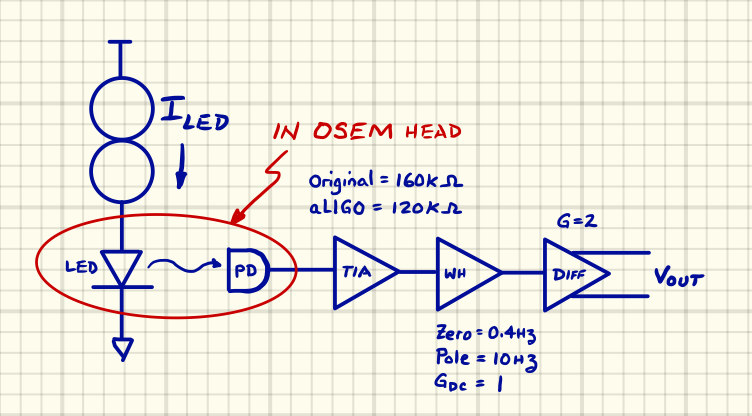 I LED
IN OSEM HEAD
Original = 160KΩ
aLIGO = 120KΩ
G=2
LED
PD
TIA
WH
DIFF
VOUT
Zero = 0.4Hz
Pole = 10Hz
GDC = 1